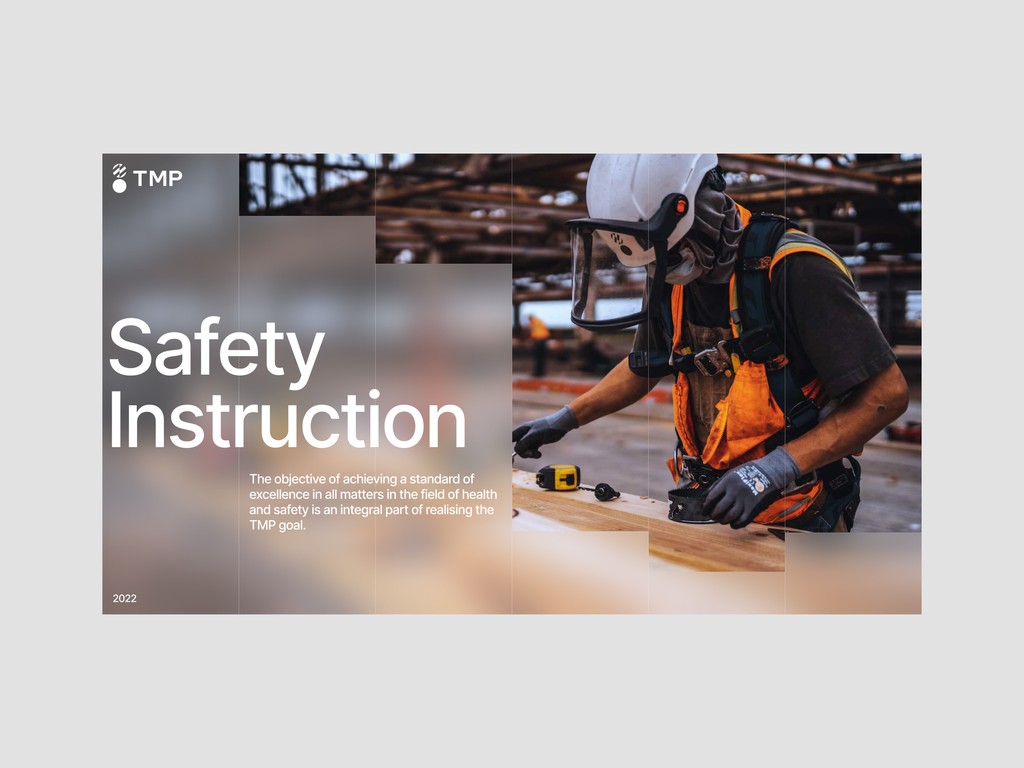 TMP
Safety
Instruction
The objective of achieving a standard of
excellence in all matters in the field of health
and safety is an integral part of realising the
TMP goal.
2022